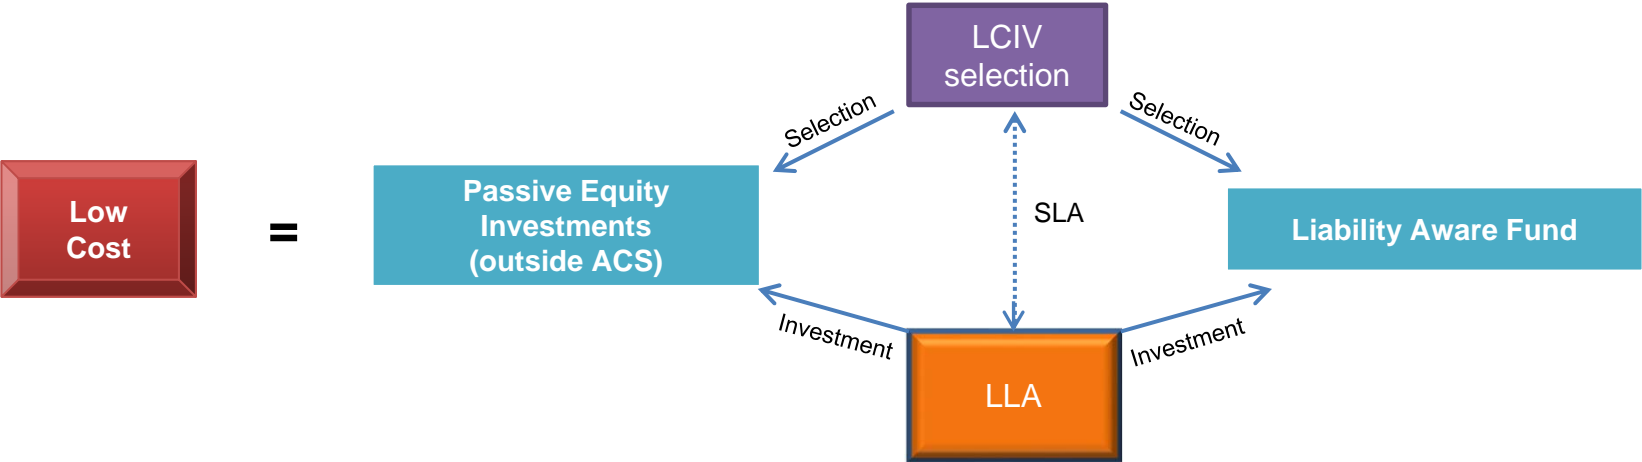 LCIV
selection
Selection
Selection
Low
Cost
=
Passive Equity
Investments
(outside ACS)
SLA
Liability Aware Fund
Investment
Investment
LLA